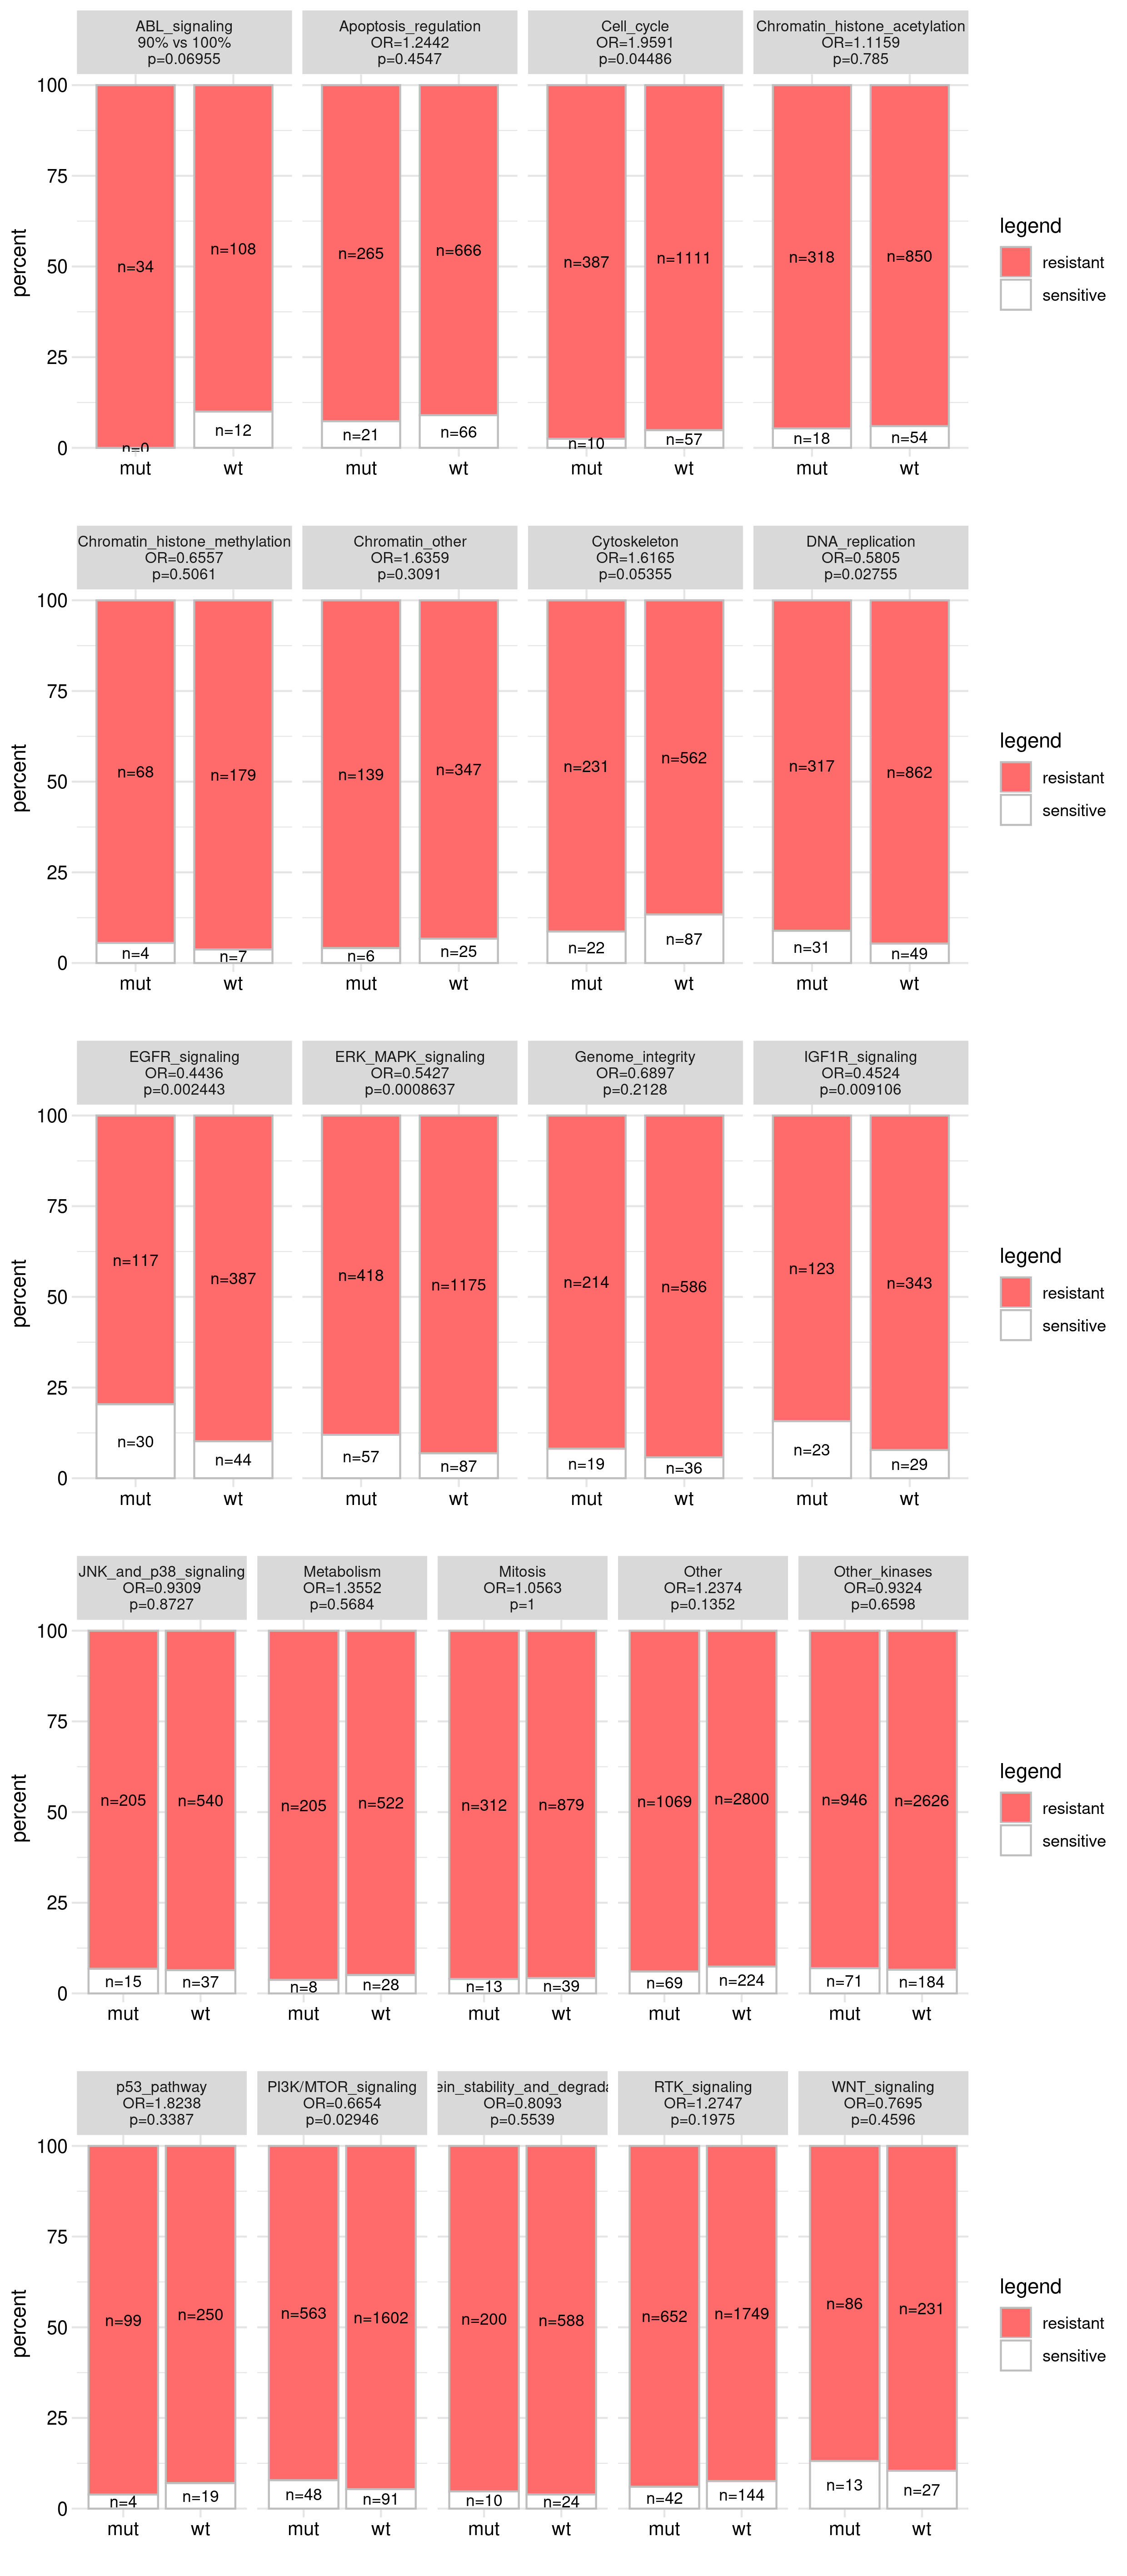 ABL_signaling
90% vs 100%
p=0.06955
Apoptosis_regulation
OR=1.2442
p=0.4547
Cell_cycle
OR=1.9591
p=0.04486
Chromatin_histone_acetylation
OR=1.1159
p=0.785
percent
100
75
50
25
0
n=34
n=0
n=108
n=12
n=265
n=21
n=666
n=66
n=387
n=10
n=1111
n=57
n=318
n=18
n=850
n=54
mut
wt
mut
wt
mut
wt
mut
wt
legend
resistant
sensitive
Chromatin_histone_methylation
OR=0.6557
p=0.5061
Chromatin_other
OR=1.6359
p=0.3091
Cytoskeleton
OR=1.6165
p=0.05355
DNA_replication
OR=0.5805
p=0.02755
percent
100
75
50
25
0
n=68
n=4
n=179
n=7
n=139
n=6
n=347
n=25
n=231
n=22
n=562
n=87
n=317
n=31
n=862
n=49
mut
wt
mut
wt
mut
wt
mut
wt
legend
resistant
sensitive
EGFR_signaling
OR=0.4436
p=0.002443
ERK_MAPK_signaling
OR=0.5427
p=0.0008637
Genome_integrity
OR=0.6897
p=0.2128
IGF1R_signaling
OR=0.4524
p=0.009106
percent
100
75
50
25
0
n=117
n=30
n=387
n=44
n=418
n=57
n=1175
n=87
n=214
n=19
n=586
n=36
n=123
n=23
n=343
n=29
mut
wt
mut
wt
mut
wt
mut
wt
legend
resistant
sensitive
JNK_and_p38_signaling
OR=0.9309
p=0.8727
Metabolism
OR=1.3552
p=0.5684
Mitosis
OR=1.0563
p=1
Other
OR=1.2374
p=0.1352
Other_kinases
OR=0.9324
p=0.6598
percent
100
75
50
25
0
n=205
n=15
n=540
n=37
n=205
n=8
n=522
n=28
n=312
n=13
n=879
n=39
n=1069
n=69
n=2800
n=224
n=946
n=71
n=2626
n=184
mut
wt
mut
wt
mut
wt
mut
wt
mut
wt
legend
resistant
sensitive
p53_pathway
OR=1.8238
p=0.3387
PI3K/MTOR_signaling
OR=0.6654
p=0.02946
ein_stability_and_degrada
OR=0.8093
p=0.5539
RTK_signaling
OR=1.2747
p=0.1975
WNT_signaling
OR=0.7695
p=0.4596
percent
100
75
50
25
0
n=99
n=4
n=250
n=19
n=563
n=48
n=1602
n=91
n=200
n=10
n=588
n=24
n=652
n=42
n=1749
n=144
n=86
n=13
n=231
n=27
mut
wt
mut
wt
mut
wt
mut
wt
mut
wt
legend
resistant
sensitive